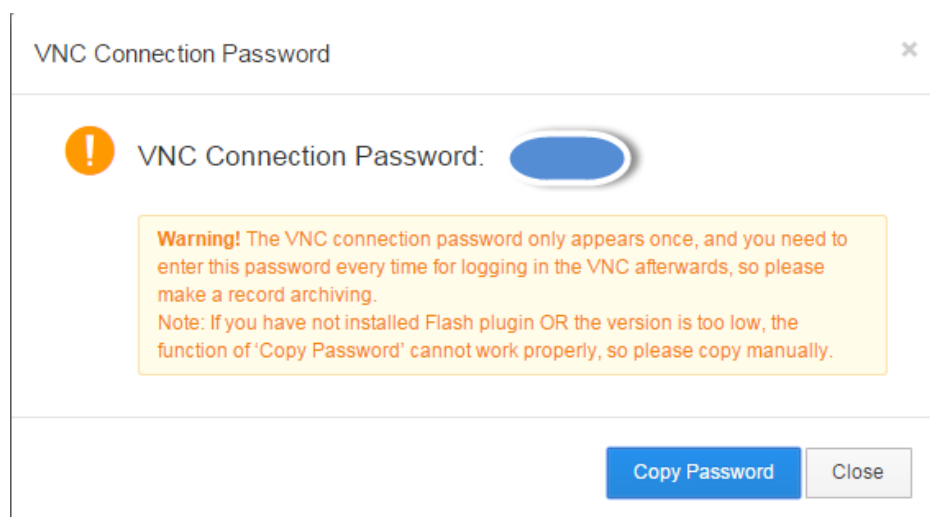 VNC Connection Password
×
!
VNC Connection Password:
Warning! The VNC connection password only appears once, and you need to
enter this password every time for logging in the VNC afterwards, so please
make a record archiving.
Note: If you have not installed Flash plugin OR the version is too low, the
function of ‘Copy Password’ cannot work properly, so please copy manually.
Copy Password
Close